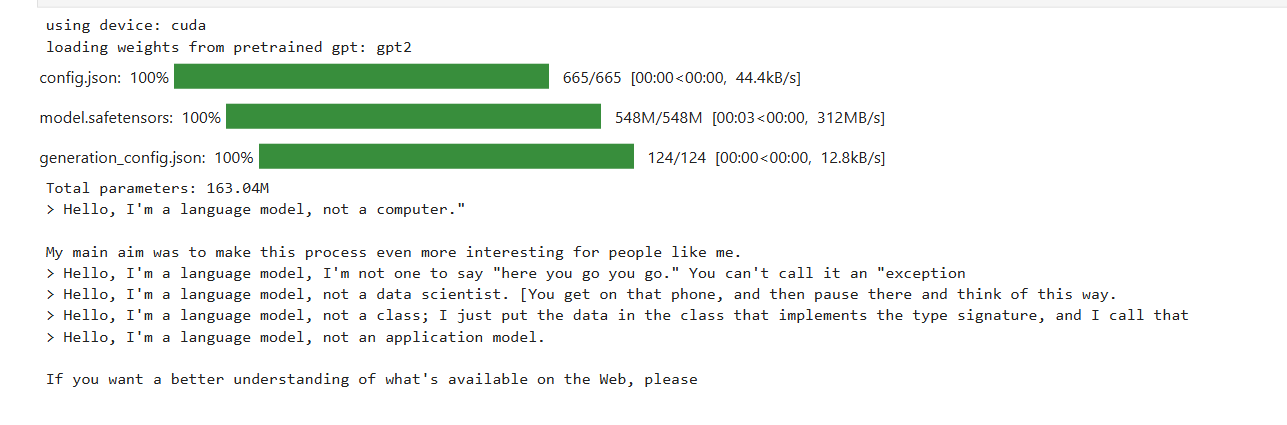 using device: cuda
loading weights from pretrained gpt: gpt2
config.json: 100% 665/665 [00:00<00:00, 44.4kB/s]
model.safetensors: 100% 548M/548M [00:03<00:00, 312MB/s]
generation_config.json: 100% 124/124 [00:00<00:00, 12.8kB/s]
Total parameters: 163.04M
> Hello, I'm a language model, not a computer."
My main aim was to make this process even more interesting for people like me.
> Hello, I'm a language model, I'm not one to say "here you go you go." You can't call it an "exception
> Hello, I'm a language model, not a data scientist. [You get on that phone, and then pause there and think of this way.
> Hello, I'm a language model, not a class; I just put the data in the class that implements the type signature, and I call that
> Hello, I'm a language model, not an application model.
If you want a better understanding of what's available on the Web, please